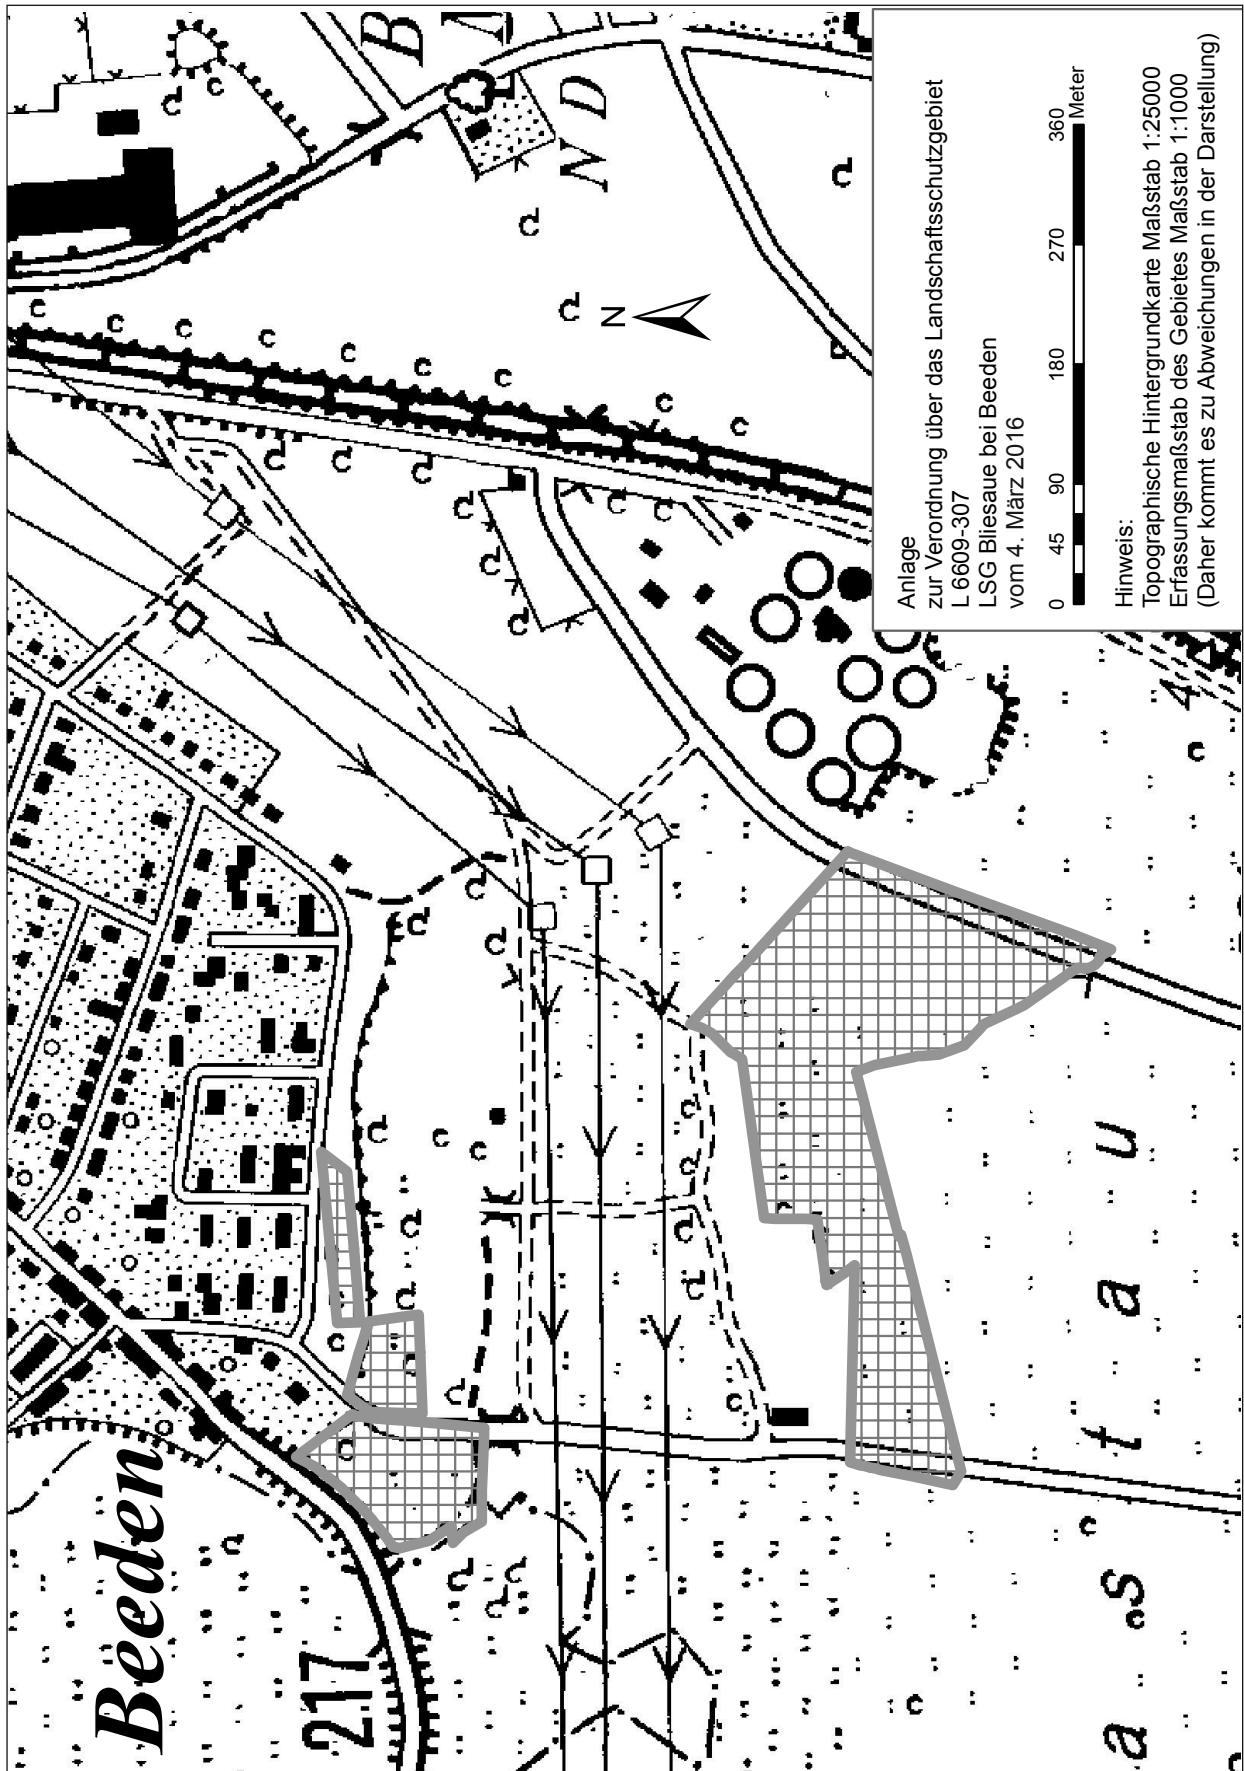 Beeden
217
B
N
N D
N
a s t a u
4
Anlage
zur Verordnung über das Landschaftsschutzgebiet
L 6609-307
LSG Bliesaue bei Beeden
vom 4. März 2016
0 45 90 180 270 360
Meter
Hinweis:
Topographische Hintergrundkarte Maßstab 1:25000
Erfassungsmaßstab des Gebietes Maßstab 1:1000
(Daher kommt es zu Abweichungen in der Darstellung)